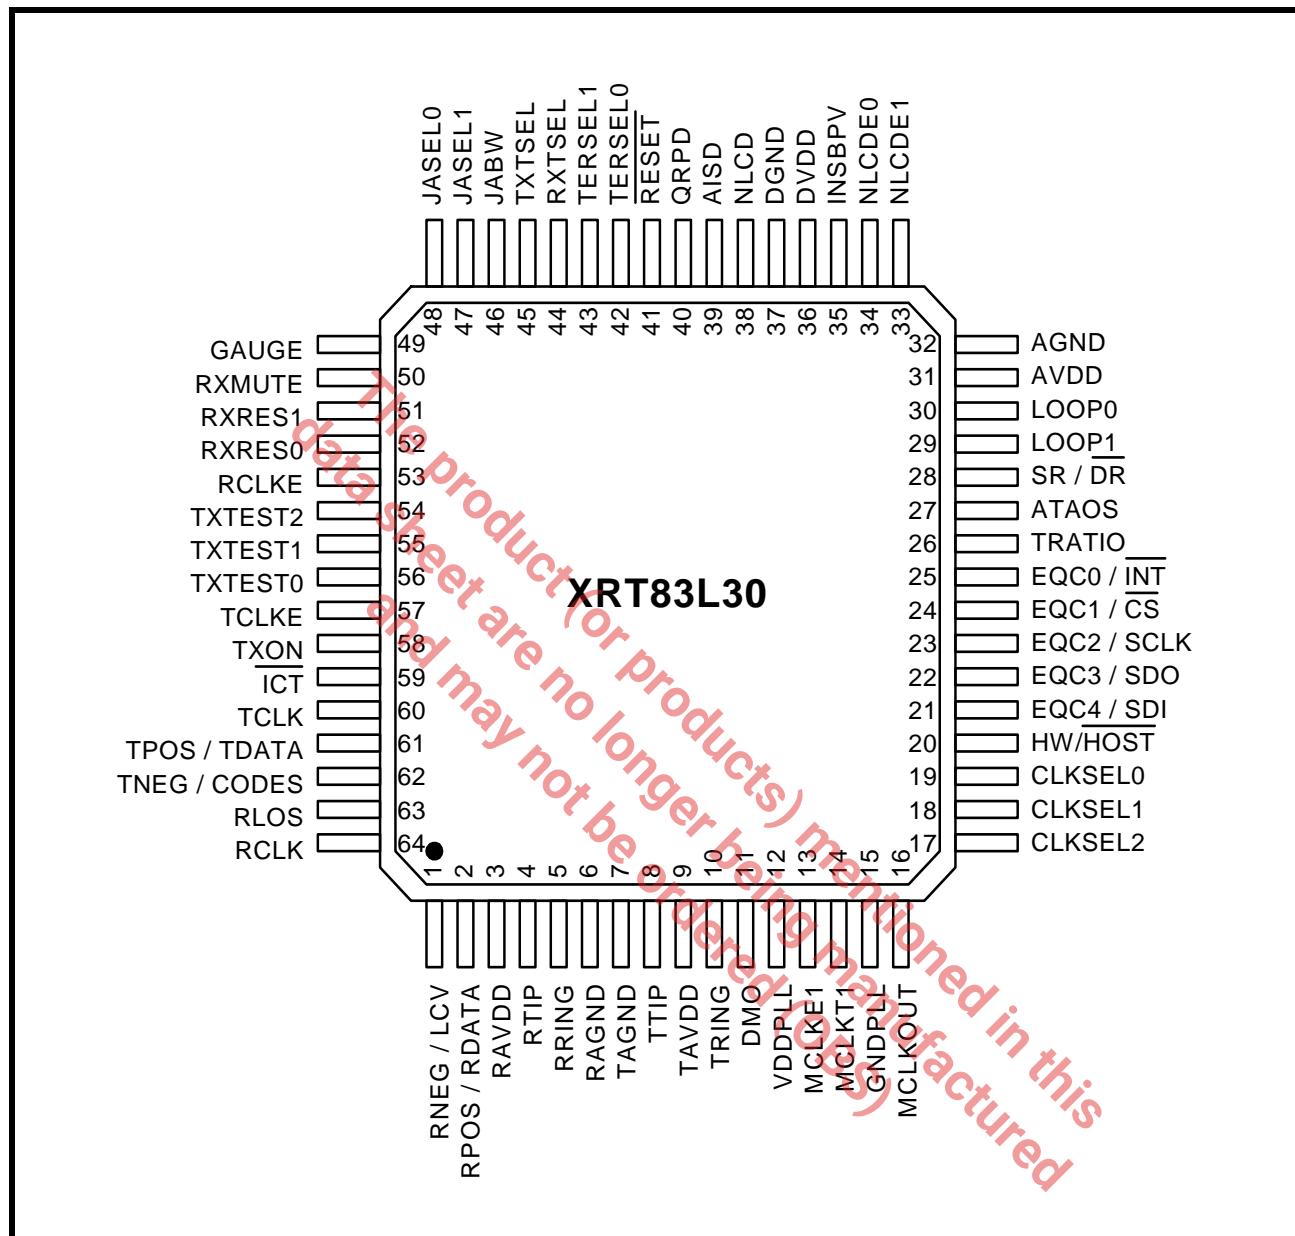 JASEL0
JASEL1
JABW
TXTSEL
RXTSEL
TERSEL1
TERSEL0
RESET
QRPD
AISD
NLCD
DGND
DVDD
INSBPV
NLCDE0
NLCDE1
48
47
46
45
44
43
42
41
40
39
38
37
36
35
34
33
GAUGE 49
RXMUTE 50
RXRES1 51
RXRES0 52
RCLKE 53
TXTEST2 54
TXTEST1 55
TXTEST0 56
TCLKE 57
TXON 58
ICT 59
TCLK 60
TPOS / TDATA 61
TNEG / CODES 62
RLOS 63
RCLK 64
XRT83L30
32 AGND
31 AVDD
30 LOOP0
29 LOOP1
28 SR / DR
27 ATAOS
26 TRATIO
25 EQC0 / INT
24 EQC1 / CS
23 EQC2 / SCLK
22 EQC3 / SDO
21 EQC4 / SDI
20 HW/HOST
19 CLKSEL0
18 CLKSEL1
17 CLKSEL2
1
2
3
4
5
6
7
8
9
10
11
12
13
14
15
16
RNEG / LCV
RPOS / RDATA
RAVDD
RTIP
RRING
RAGND
TAGND
TTIP
TAVDD
TRING
DMO
VDDPLL
MCLKE1
MCLKT1
GNDPLL
MCLKOUT
The product (or products) mentioned in this
data sheet are no longer being manufactured
and may not be ordered (OBS)